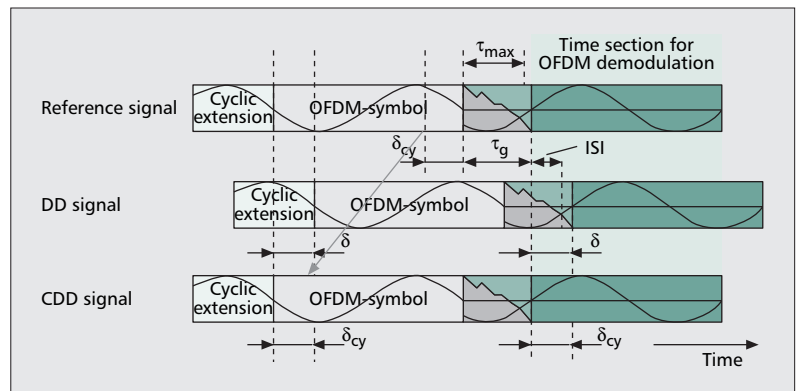 τmax
Time section for
OFDM demodulation
Reference signal
Cyclic
extension
OFDM-symbol
δcy
τg
ISI
DD signal
Cyclic
extension
OFDM-symbol
δ
δ
CDD signal
Cyclic
extension
OFDM-symbol
δcy
δcy
Time